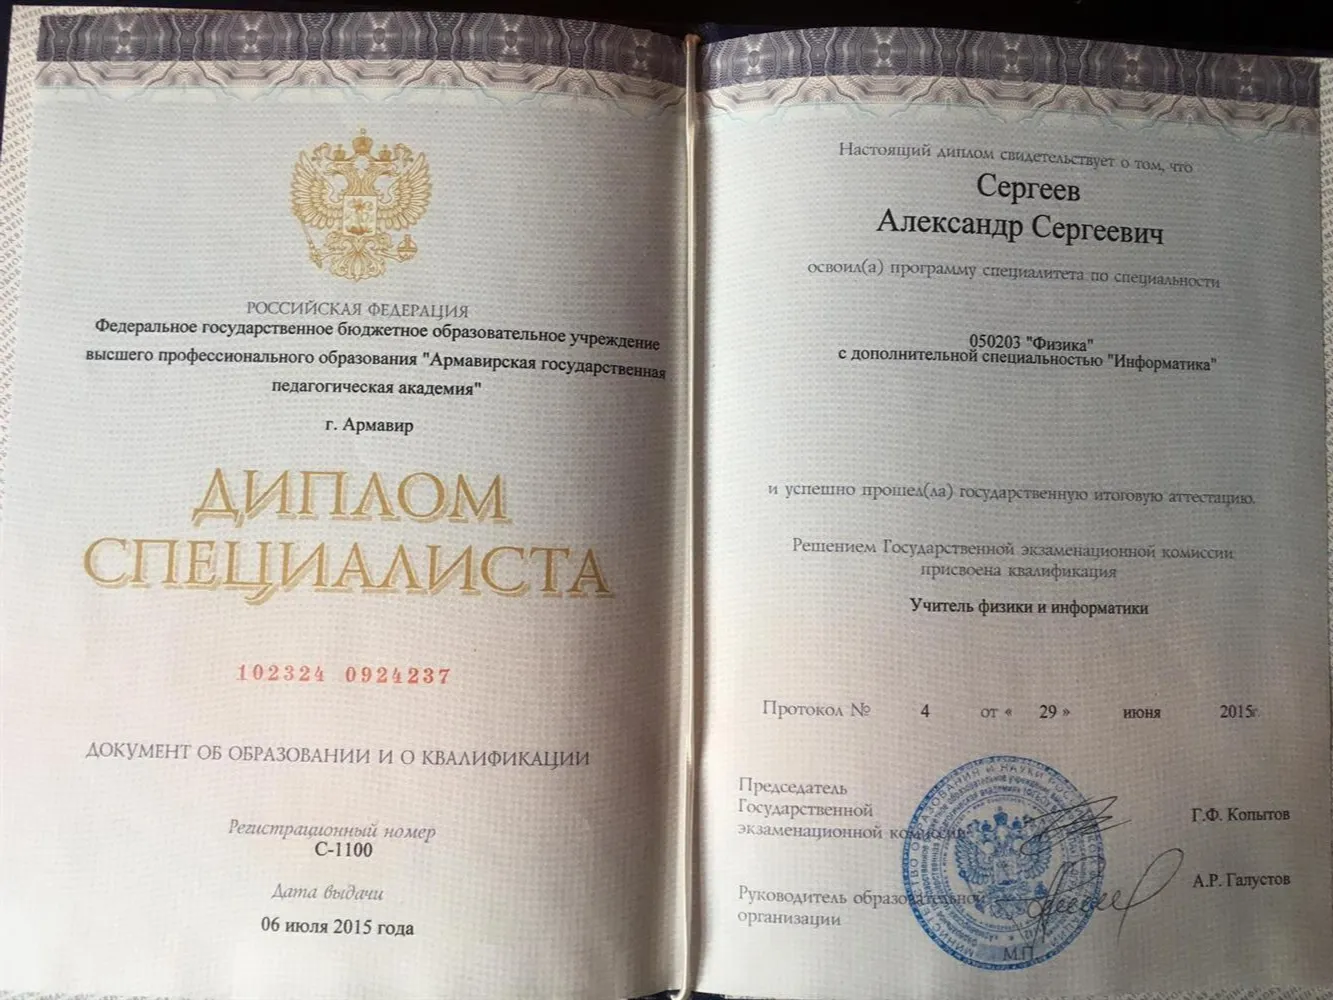 РОССИЙСКАЯ ФЕДЕРАЦИЯ
Федеральное государственное бюджетное образовательное учреждение
высшего профессионального образования "Армавирская государственная
педагогическая академия"
г. Армавир
ДИПЛОМ
СПЕЦИАЛИСТА
102324 0924237
ДОКУМЕНТ ОБ ОБРАЗОВАНИИ И О КВАЛИФИКАЦИИ
Регистрационный номер
С-1100
Дата выдачи
06 июля 2015 года
Настоящий диплом свидетельствует о том, что
Сергеев
Александр Сергеевич
освоил(а) программу специалитета по специальности
050203 "Физика"
с дополнительной специальностью "Информатика"
и успешно прошел(ла) государственную итоговую аттестацию.
Решением Государственной экзаменационной комиссии
присвоена квалификация
Учитель физики и информатики
Протокол № 4 от « 29 » июня 2015г.
Председатель
Государственной
экзаменационной комиссии
Г.Ф. Копытов
Руководитель образовательной
организации
А.Р. Галустов
М.П.